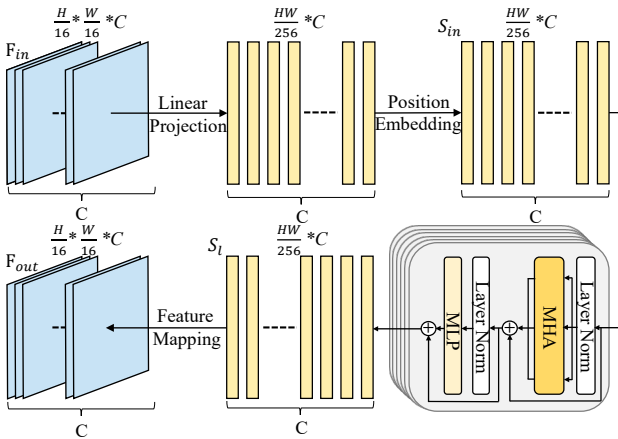 F_in
H/16 * W/16 *C
Linear
Projection
C
HW/256 *C
Position
Embedding
C
S_in
HW/256 *C
C
F_out
H/16 * W/16 *C
Feature
Mapping
C
S_l
HW/256 *C
C
MLP
Layer Norm
MHA
Layer Norm